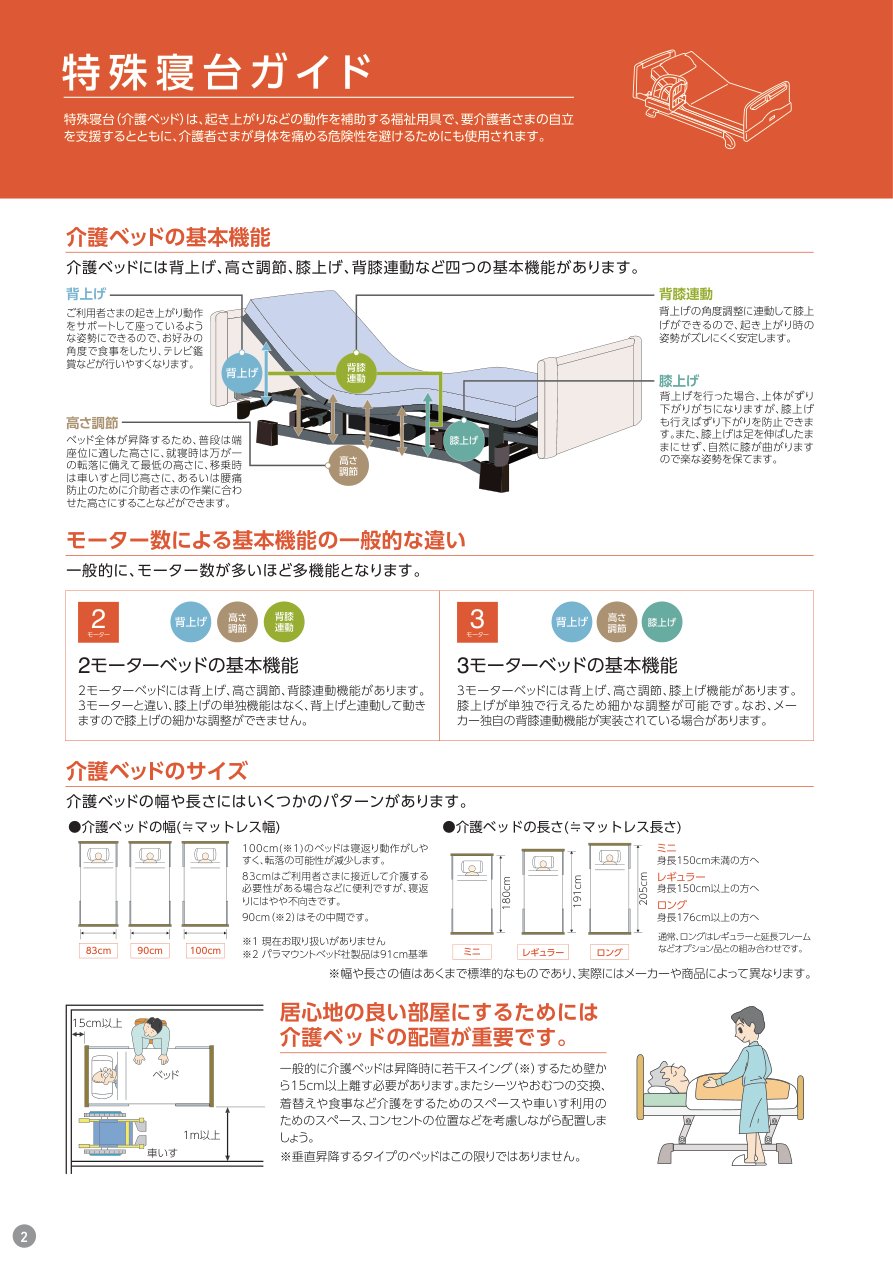 特殊寝台ガイド
特殊寝台(介護ベッド)は、起き上がりなどの動作を補助する福祉用具で、要介護者さまの自立
を支援するとともに、介護者さまが身体を痛める危険性を避けるためにも使用されます。
介護ベッドの基本機能
介護ベッドには背上げ、高さ調節、膝上げ、背膝連動など四つの基本機能があります。
背上げ
ご利用者さまの起き上がり動作
をサポートして座っているよう
な姿勢にできるので、お好みの
角度で食事をしたり、テレビ鑑
賞などが行いやすくなります。
高さ調節
ベッド全体が昇降するため、普段は端
座位に適した高さに、就寝時は万が一
の転落に備えて最低の高さに、移乗時
は車いすと同じ高さに、あるいは腰痛
防止のために介助者さまの作業に合わ
せた高さにすることなどができます。
背上げ
背膝
連動
高さ
調節
膝上げ
背膝連動
背上げの角度調整に連動して膝上
げができるので、起き上がり時の
姿勢がズレにくく安定します。
膝上げ
背上げを行った場合、上体がずり
下がりがちになりますが、膝上げ
も行えばずり下がりを防止できま
す。また、膝上げは足を伸ばしたま
まにせず、自然に膝が曲がります
ので楽な姿勢を保てます。
モーター数による基本機能の一般的な違い
一般的に、モーター数が多いほど多機能となります。
2
モーター
背上げ
高さ
調節
背膝
連動
2モーターベッドの基本機能
2モーターベッドには背上げ、高さ調節、背膝連動機能があります。
3モーターと違い、膝上げの単独機能はなく、背上げと連動して動き
ますので膝上げの細かな調整ができません。
3
モーター
背上げ
高さ
調節
膝上げ
3モーターベッドの基本機能
3モーターベッドには背上げ、高さ調節、膝上げ機能があります。
膝上げが単独で行えるため細かな調整が可能です。なお、メー
カー独自の背膝連動機能が実装されている場合があります。
介護ベッドのサイズ
介護ベッドの幅や長さにはいくつかのパターンがあります。
●介護ベッドの幅(≒マットレス幅)
83cm
90cm
100cm
100cm(※1)のベッドは寝返り動作がしや
すく、転落の可能性が減少します。
83cmはご利用者さまに接近して介護する
必要性がある場合などに便利ですが、寝返
りにはやや不向きです。
90cm(※2)はその中間です。
※1 現在お取り扱いがありません
※2 パラマウントベッド社製品は91cm基準
●介護ベッドの長さ(≒マットレス長さ)
180cm
191cm
205cm
ミニ
レギュラー
ロング
ミニ
身長150cm未満の方へ
レギュラー
身長150cm以上の方へ
ロング
身長176cm以上の方へ
通常、ロングはレギュラーと延長フレーム
などオプション品との組み合わせです。
※幅や長さの値はあくまで標準的なものであり、実際にはメーカーや商品によって異なります。
15cm以上
ベッド
1m以上
車いす
居心地の良い部屋にするためには
介護ベッドの配置が重要です。
一般的に介護ベッドは昇降時に若干スイング(※)するため壁か
ら15cm以上離す必要があります。またシーツやおむつの交換、
着替えや食事など介護をするためのスペースや車いす利用の
ためのスペース、コンセントの位置などを考慮しながら配置しま
しょう。
※垂直昇降するタイプのベッドはこの限りではありません。
2